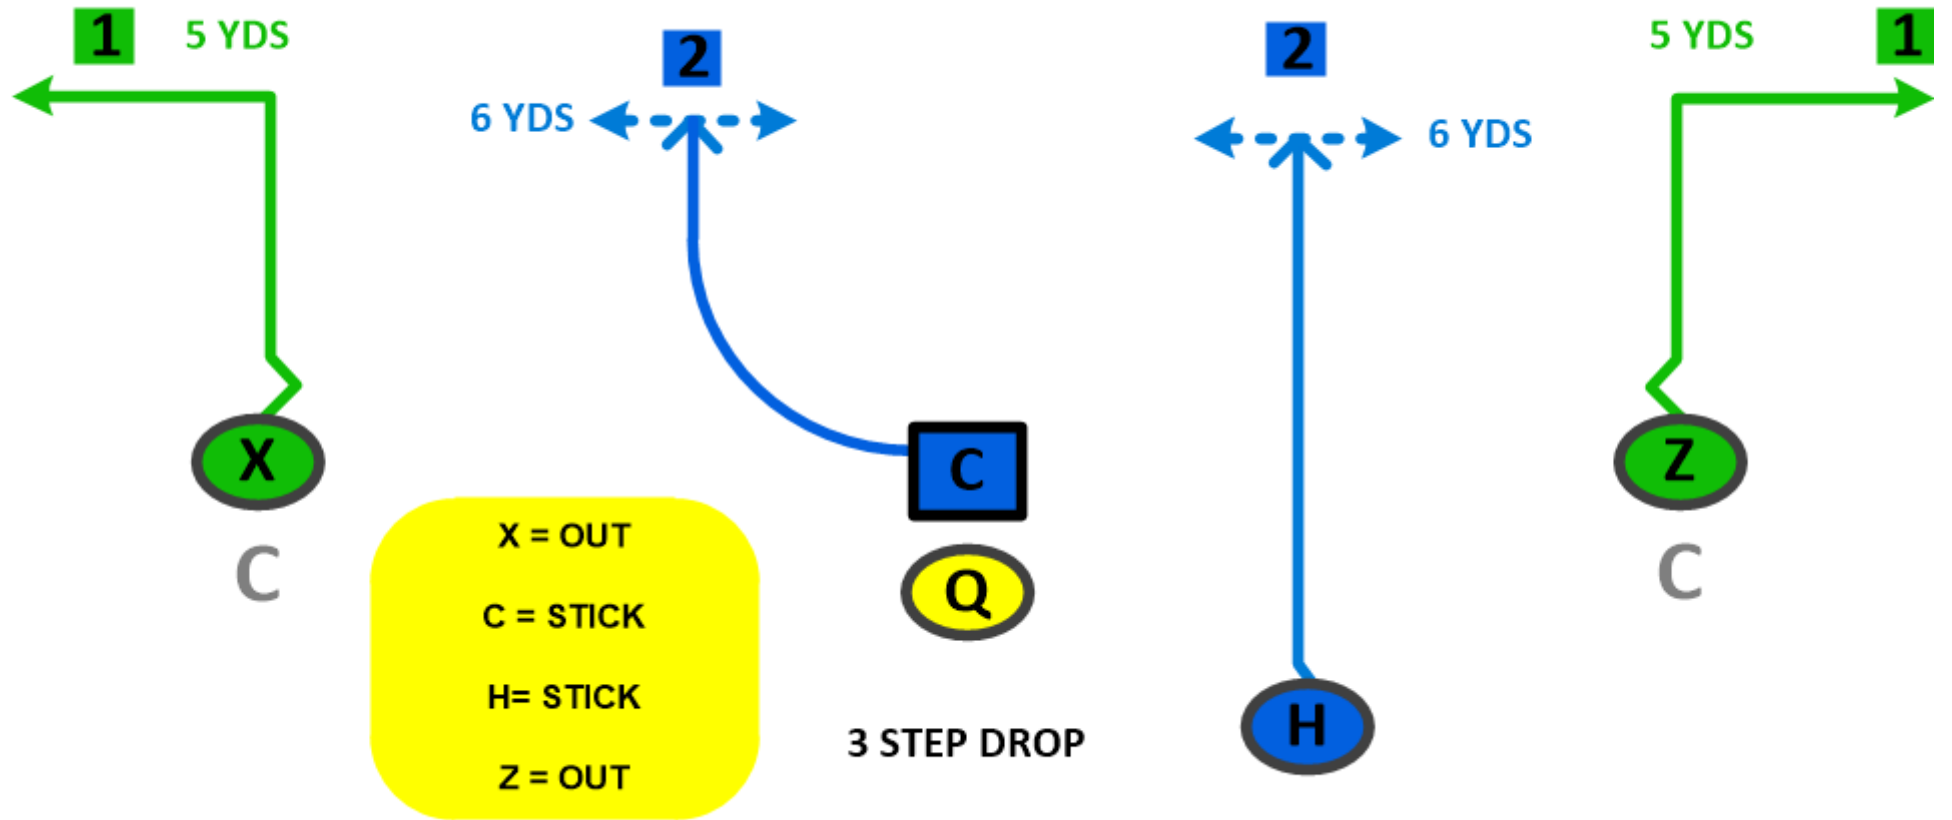 1 5 YDS
2
2
5 YDS 1
6 YDS
6 YDS
X
C
Z
C
C
Q
X = OUT
C = STICK
H= STICK
Z = OUT
3 STEP DROP
H